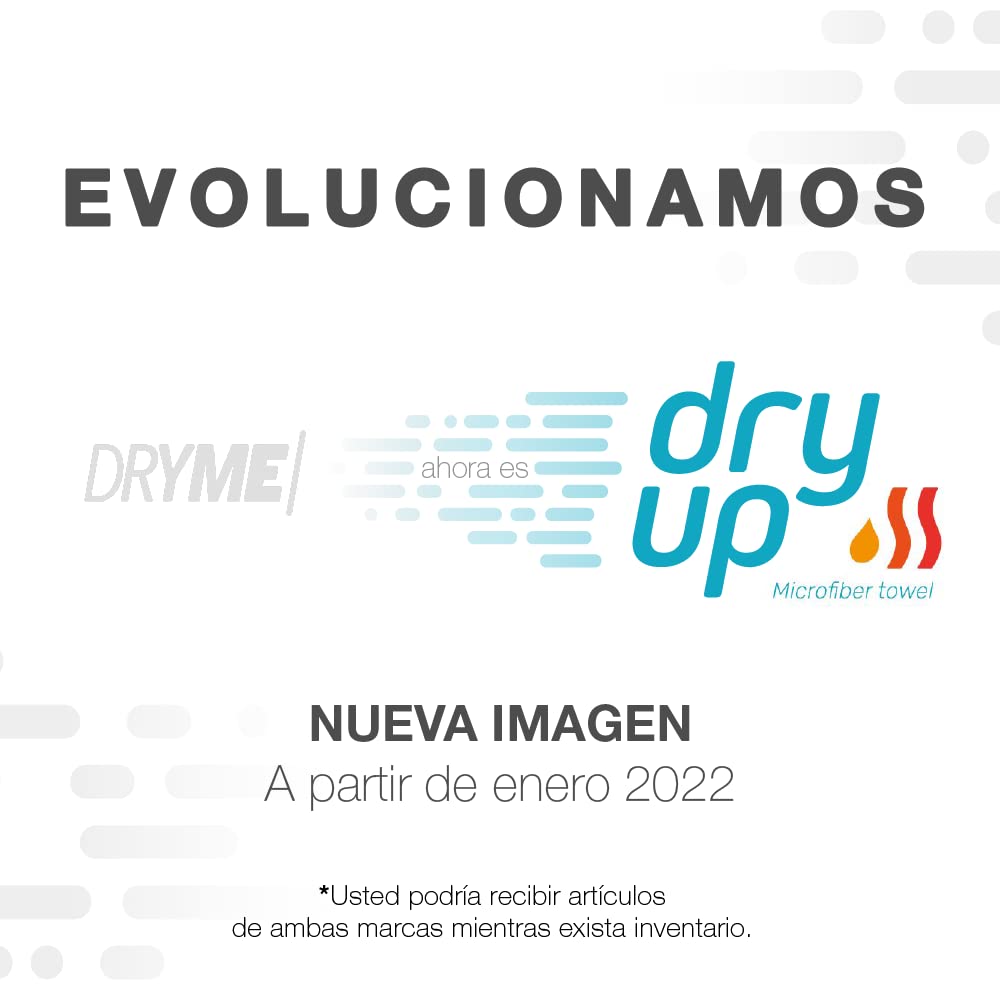 EVOLUCIONAMOS
DRYME|
ahora es
dry
up
Microfiber towel
NUEVA IMAGEN
A partir de enero 2022
*Usted podría recibir artículos
de ambas marcas mientras exista inventario.